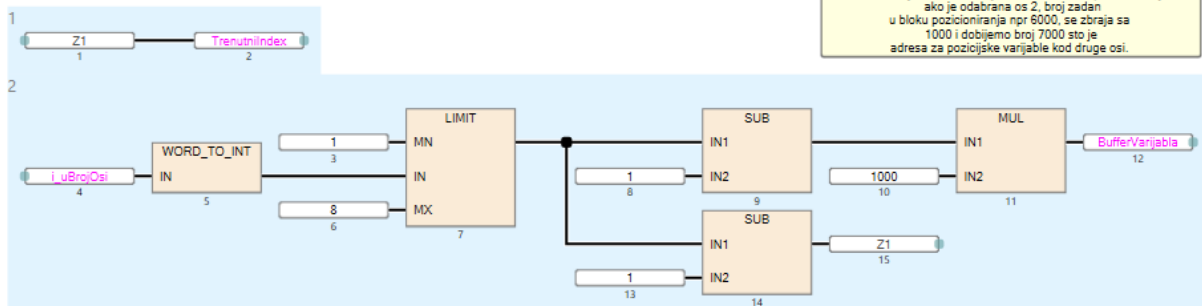 ako je odabrana os 2, broj zadan
u bloku pozicioniranja npr 6000, se zbraja sa
1000 i dobijemo broj 7000 sto je
adresa za pozicijske varijable kod druge osi.
1
Z1
TrenutniIndex
1
2
2
LIMIT
SUB
MUL
WORD_TO_INT
1
MN
IN1
IN1
BufferVarijabla
3
12
i_uBrojOsi
IN
IN
1
IN2
1000
IN2
4
5
8
9
10
11
8
MX
6
7
SUB
IN1
Z1
15
1
IN2
13
14